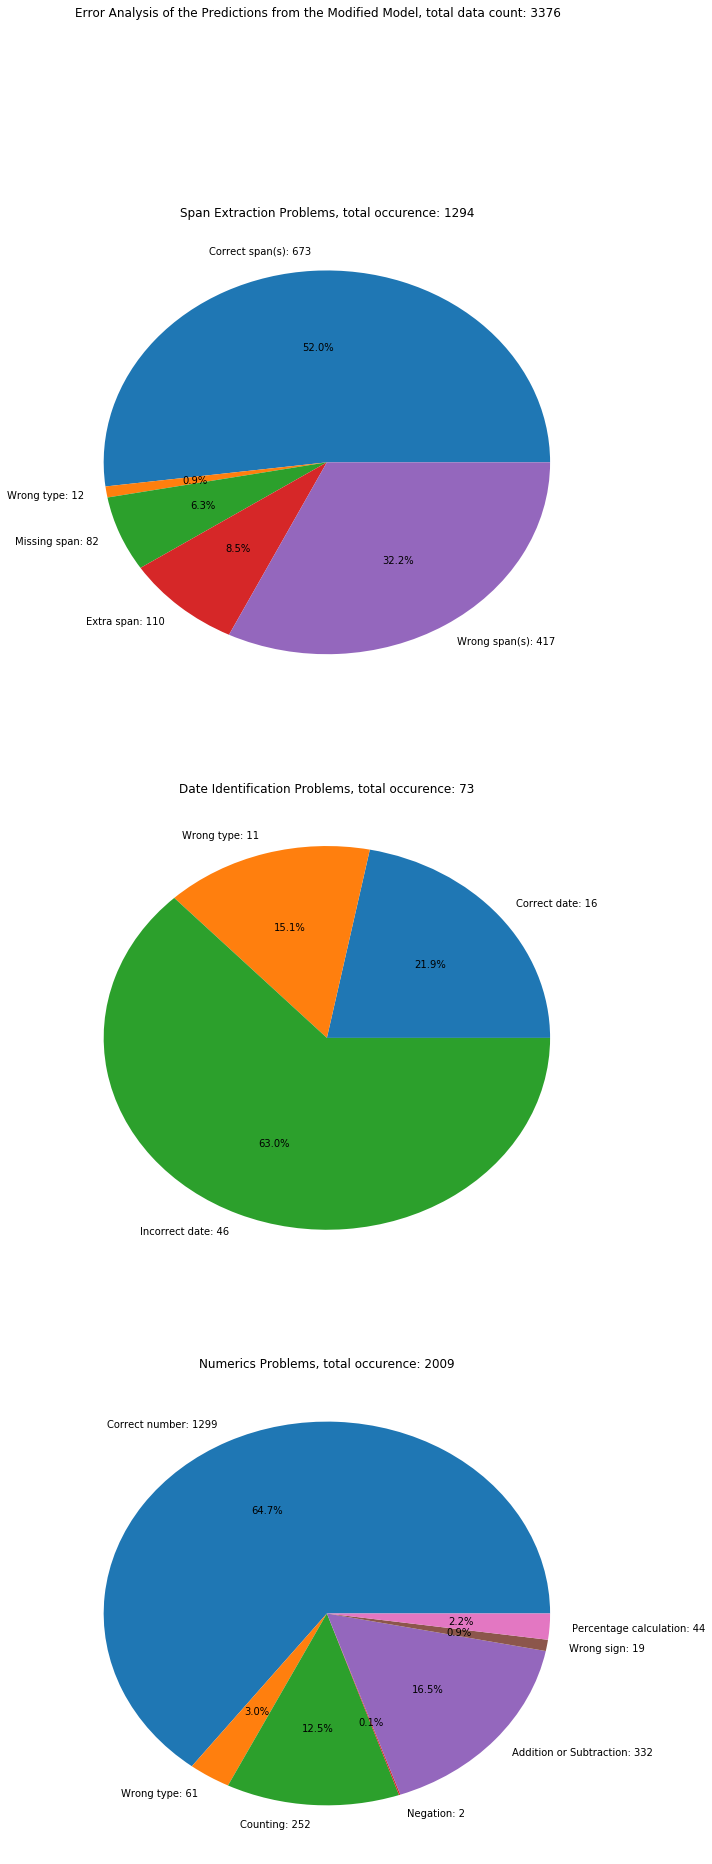 Error Analysis of the Predictions from the Modified Model, total data count: 3376
Span Extraction Problems, total occurence: 1294
Correct span(s): 673
52.0%
0.9%
Wrong type: 12
6.3%
Missing span: 82
8.5%
32.2%
Extra span: 110
Wrong span(s): 417
Date Identification Problems, total occurence: 73
Wrong type: 11
Correct date: 16
15.1%
21.9%
63.0%
Incorrect date: 46
Numerics Problems, total occurence: 2009
Correct number: 1299
64.7%
2.2%
Percentage calculation: 44
0.9%
Wrong sign: 19
16.5%
3.0%
0.1%
12.5%
Addition or Subtraction: 332
Wrong type: 61
Negation: 2
Counting: 252